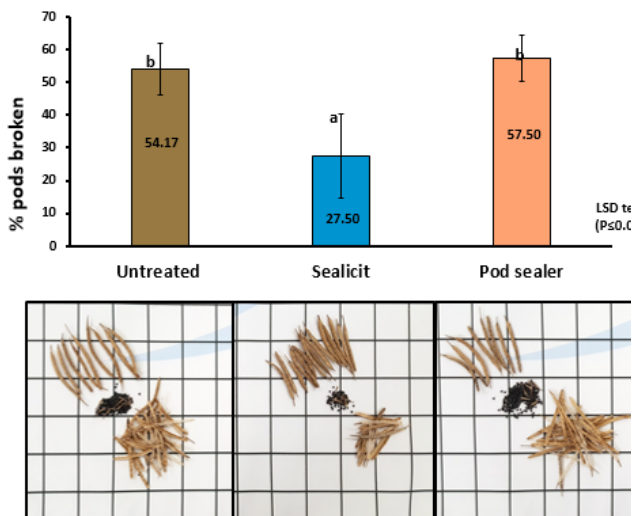 % pods broken
70
60
50
40
30
20
10
0
b
a
b
54.17
27.50
57.50
LSD te
(P≤0.0
Untreated
Sealicit
Pod sealer